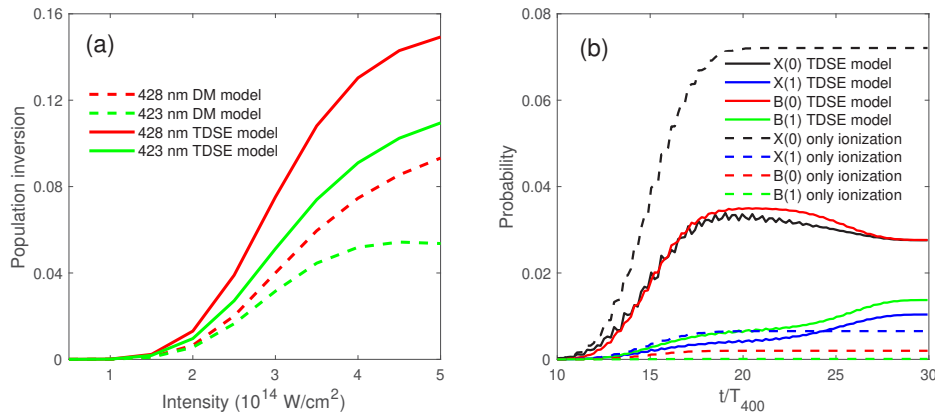 (a)
428 nm DM model
423 nm DM model
428 nm TDSE model
423 nm TDSE model
Population inversion
0.16
0.12
0.08
0.04
0
1
2
3
4
5
Intensity (10^14 W/cm^2)
(b)
X(0) TDSE model
X(1) TDSE model
B(0) TDSE model
B(1) TDSE model
X(0) only ionization
X(1) only ionization
B(0) only ionization
B(1) only ionization
Probability
0.08
0.06
0.04
0.02
0
10
15
20
25
30
t/T_400